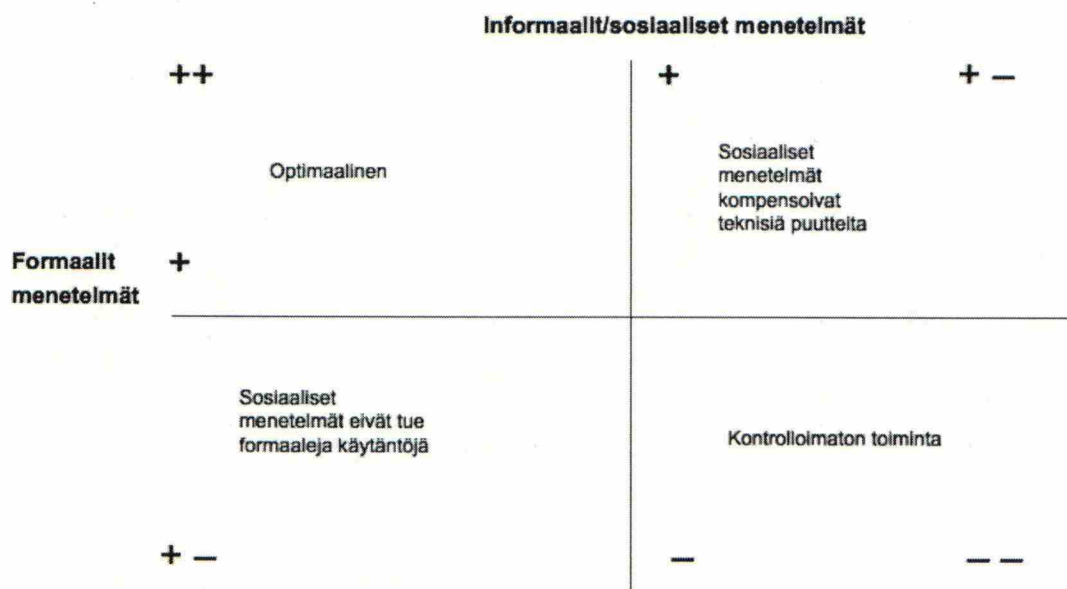 Informaalit/sosiaaliset menetelmät
++ + + –
Optimaalinen
Sosiaaliset
menetelmät
kompensoivat
teknisiä puutteita
Formaalit +
menetelmät
Sosiaaliset
menetelmät eivät tue
formaaleja käytäntöjä
Kontrolloimaton toiminta
+ – – – –